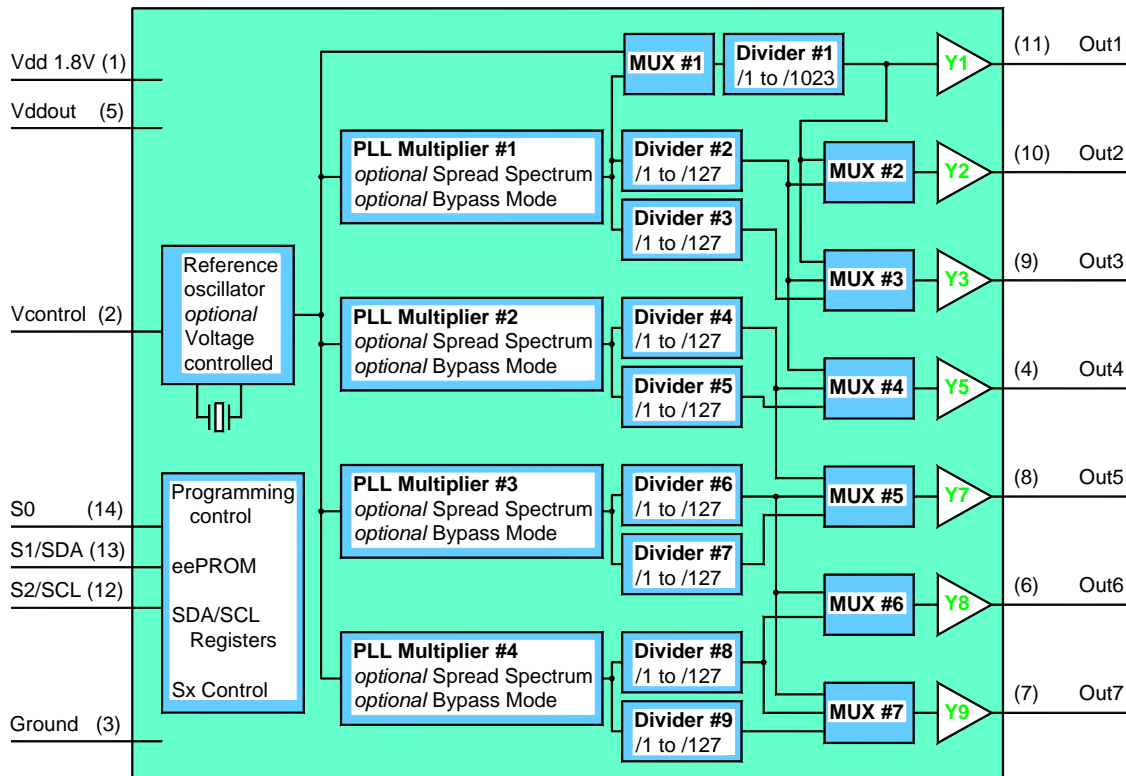 Vdd 1.8V (1)
Vddout (5)
Vcontrol (2)
S0 (14)
S1/SDA (13)
S2/SCL (12)
Ground (3)
Reference
oscillator
optional
Voltage
controlled
Programming
control
eePROM
SDA/SCL
Registers
Sx Control
PLL Multiplier #1
optional Spread Spectrum
optional Bypass Mode
PLL Multiplier #2
optional Spread Spectrum
optional Bypass Mode
PLL Multiplier #3
optional Spread Spectrum
optional Bypass Mode
PLL Multiplier #4
optional Spread Spectrum
optional Bypass Mode
MUX #1
Divider #1
/1 to /1023
Divider #2
/1 to /127
Divider #3
/1 to /127
Divider #4
/1 to /127
Divider #5
/1 to /127
Divider #6
/1 to /127
Divider #7
/1 to /127
Divider #8
/1 to /127
Divider #9
/1 to /127
MUX #2
MUX #3
MUX #4
MUX #5
MUX #6
MUX #7
Y1
Y2
Y3
Y5
Y7
Y8
Y9
(11) Out1
(10) Out2
(9) Out3
(4) Out4
(8) Out5
(6) Out6
(7) Out7